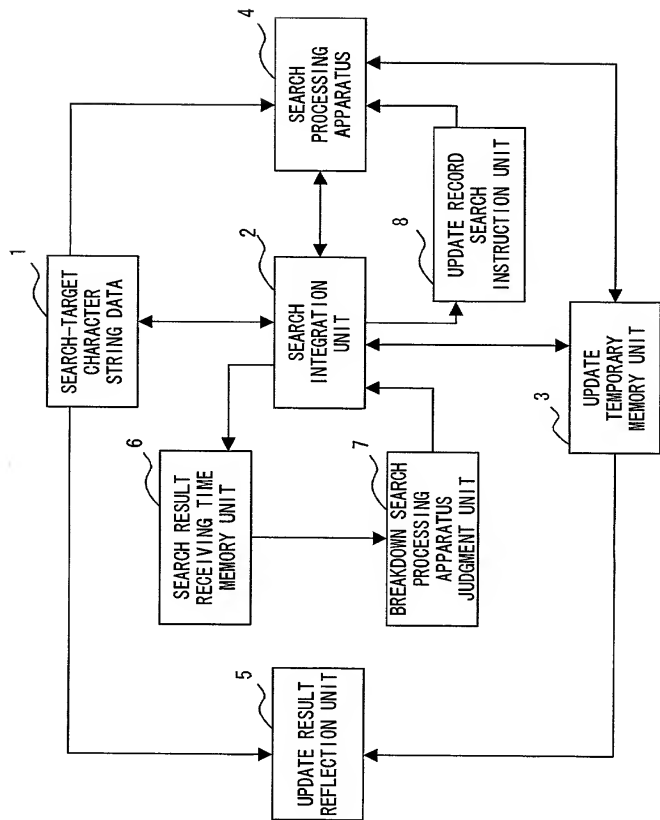 1
SEARCH-TARGET
CHARACTER
STRING DATA
5
UPDATE RESULT
REFLECTION UNIT
6
SEARCH RESULT
RECEIVING TIME
MEMORY UNIT
2
SEARCH
INTEGRATION
UNIT
4
SEARCH
PROCESSING
APPARATUS
7
BREAKDOWN SEARCH
PROCESSING
APPARATUS
JUDGMENT UNIT
8
UPDATE RECORD
SEARCH
INSTRUCTION UNIT
3
UPDATE
TEMPORARY
MEMORY UNIT